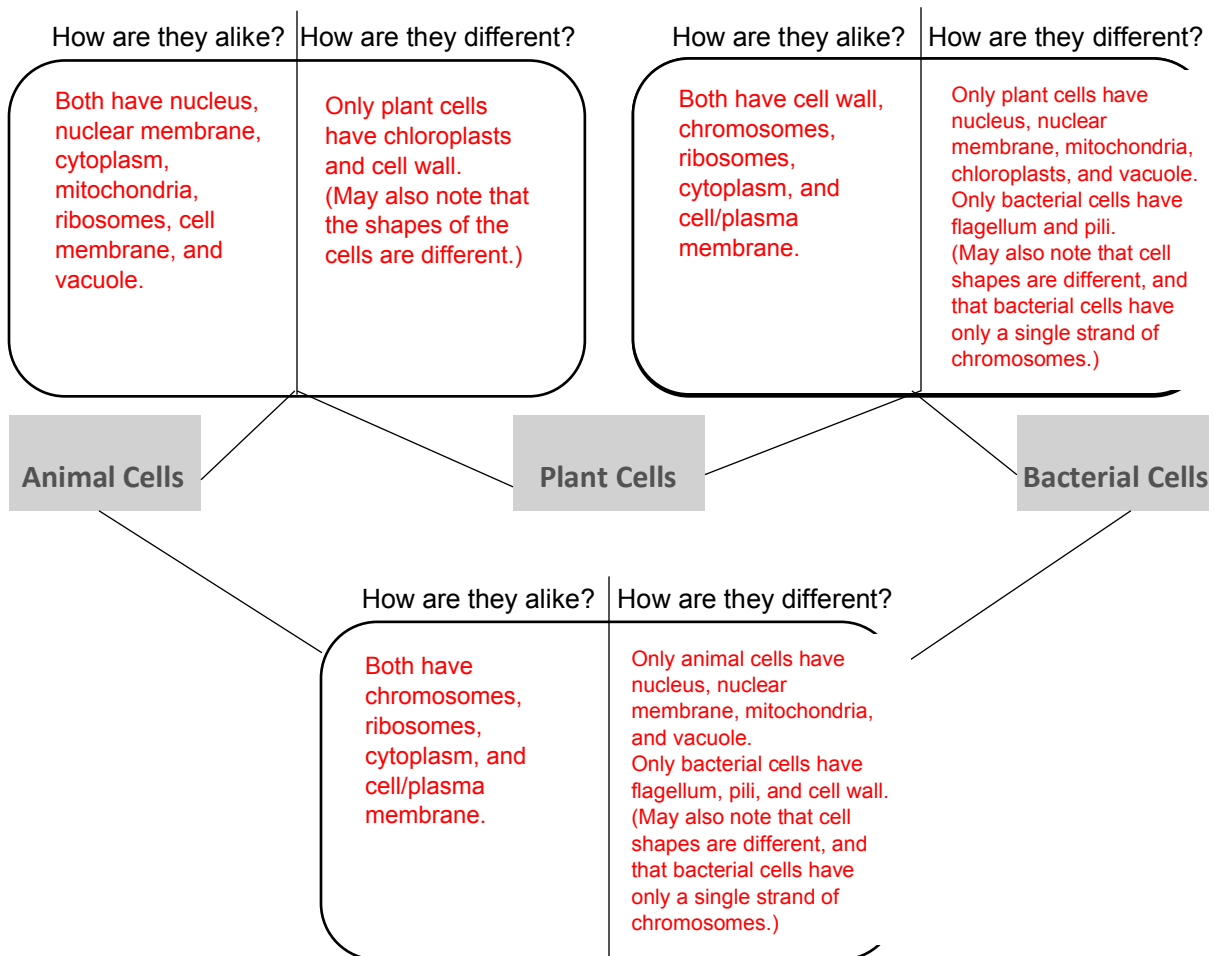 How are they alike?
How are they different?
Both have nucleus,
nuclear membrane,
cytoplasm,
mitochondria,
ribosomes, cell
membrane, and
vacuole.
Only plant cells
have chloroplasts
and cell wall.
(May also note that
the shapes of the
cells are different.)
How are they alike?
How are they different?
Both have cell wall,
chromosomes,
ribosomes,
cytoplasm, and
cell/plasma
membrane.
Only plant cells have
nucleus, nuclear
membrane, mitochondria,
chloroplasts, and vacuole.
Only bacterial cells have
flagellum and pili.
(May also note that cell
shapes are different, and
that bacterial cells have
only a single strand of
chromosomes.)
Animal Cells
Plant Cells
Bacterial Cells
How are they alike?
How are they different?
Both have
chromosomes,
ribosomes,
cytoplasm, and
cell/plasma
membrane.
Only animal cells have
nucleus, nuclear
membrane, mitochondria,
and vacuole.
Only bacterial cells have
flagellum, pili, and cell wall.
(May also note that cell
shapes are different, and
that bacterial cells have
only a single strand of
chromosomes.)